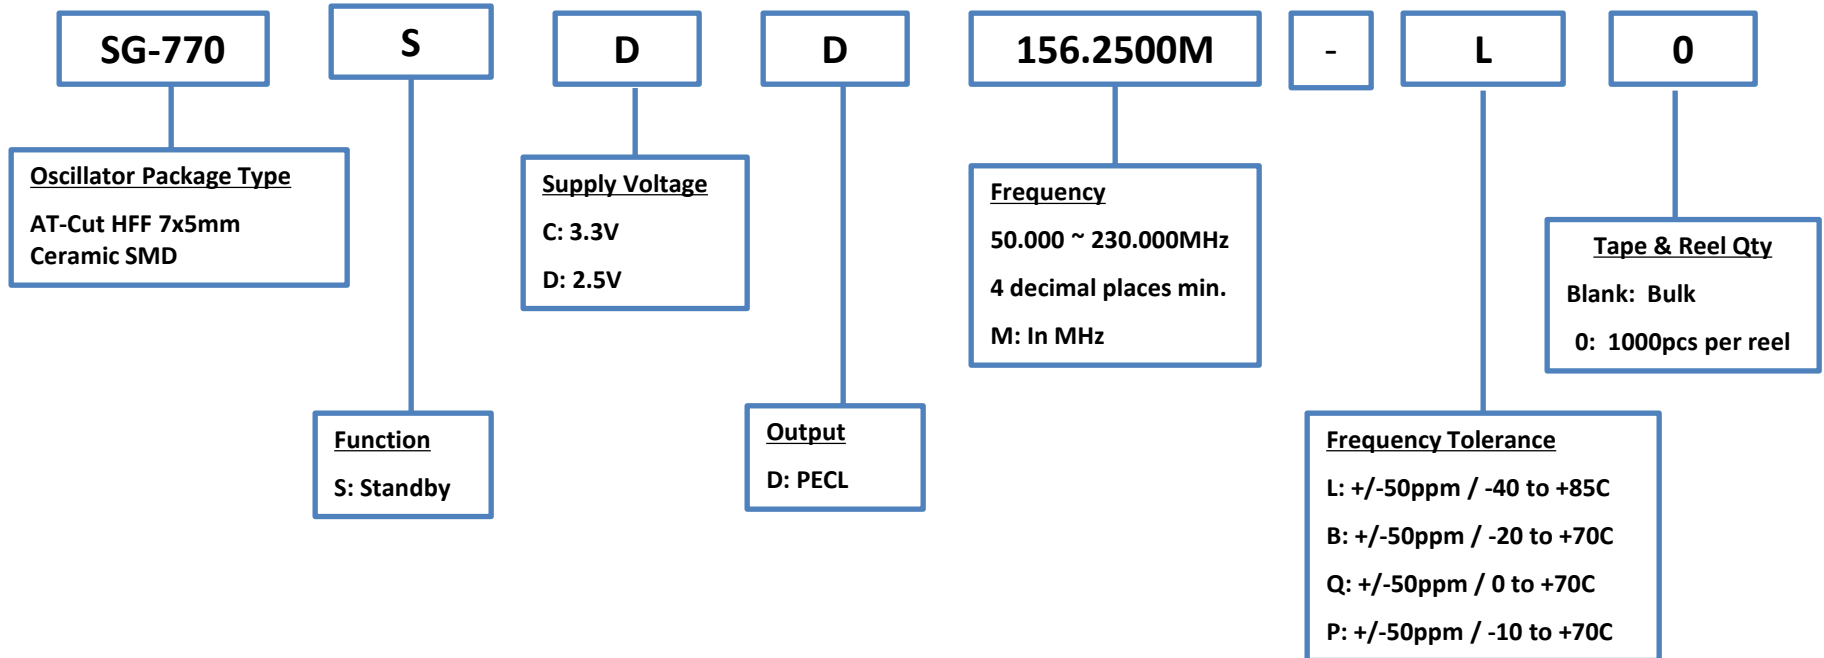 SG-770 S D D 156.2500M - L 0
Oscillator Package Type
AT-Cut HFF 7x5mm
Ceramic SMD
Supply Voltage
C: 3.3V
D: 2.5V
Frequency
50.000 ~ 230.000MHz
4 decimal places min.
M: In MHz
Tape & Reel Qty
Blank: Bulk
0: 1000pcs per reel
Function
S: Standby
Output
D: PECL
Frequency Tolerance
L: +/-50ppm / -40 to +85C
B: +/-50ppm / -20 to +70C
Q: +/-50ppm / 0 to +70C
P: +/-50ppm / -10 to +70C